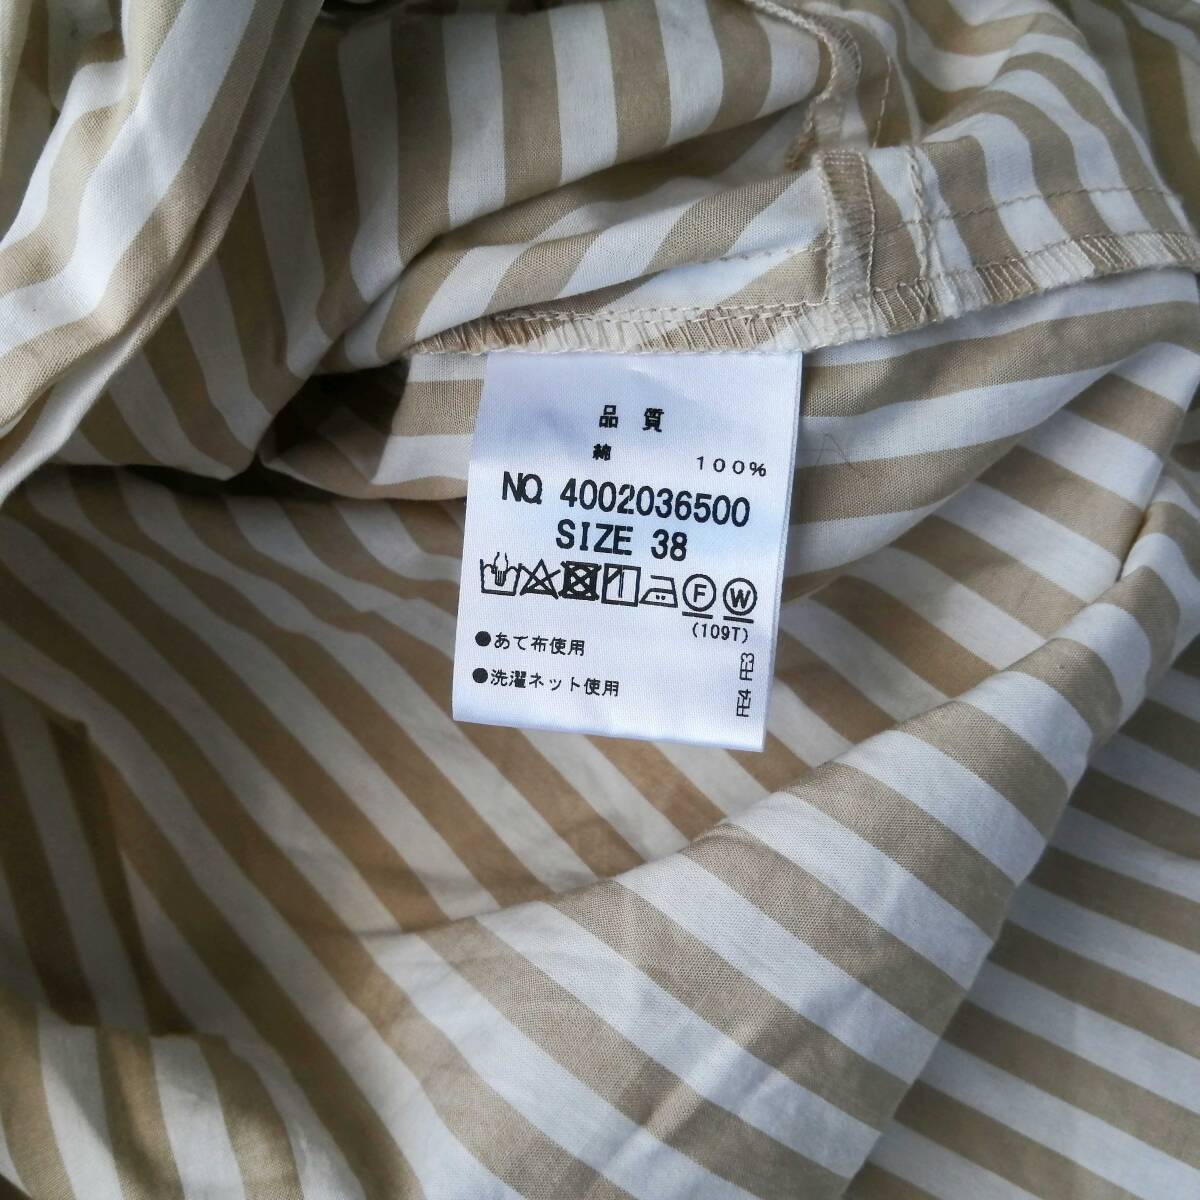 品質
綿 100%
NO. 4002036500
SIZE 38
F W
(109T)
●あて布使用
●洗濯ネット使用
FE4 FE3